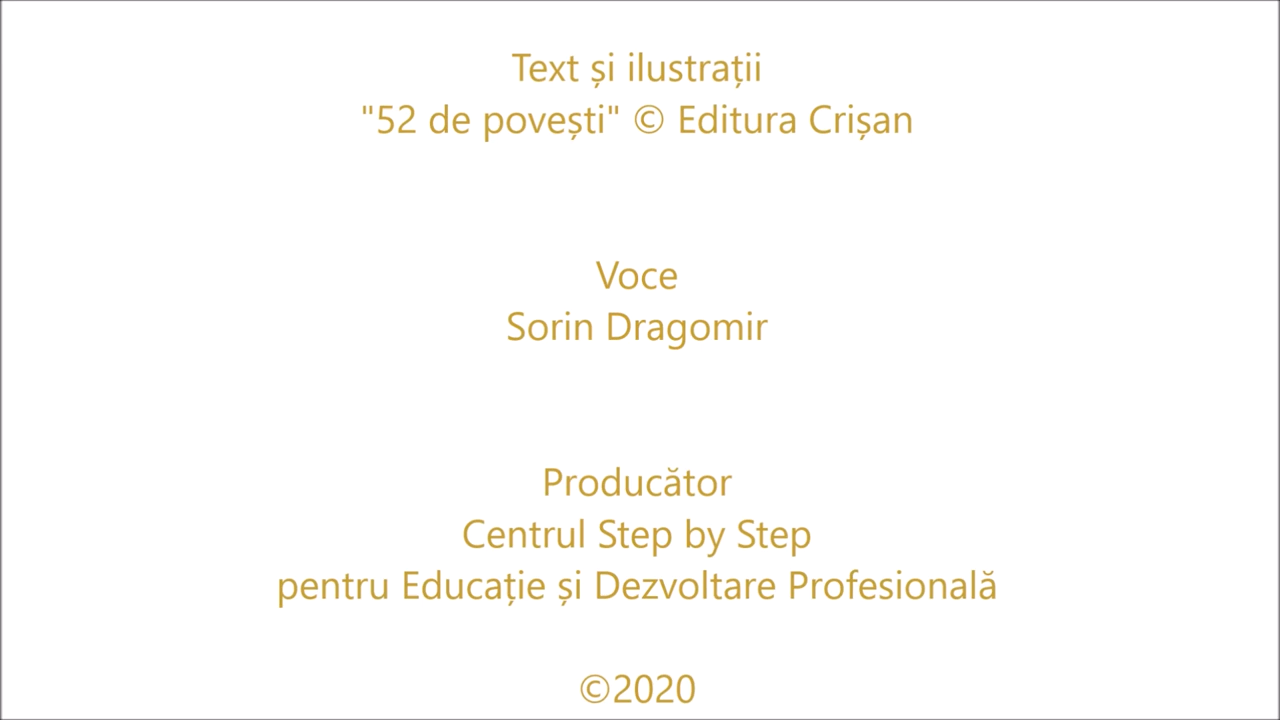 Text și ilustrații
"52 de povești" © Editura Crișan
Voce
Sorin Dragomir
Producător
Centrul Step by Step
pentru Educație și Dezvoltare Profesională
©2020